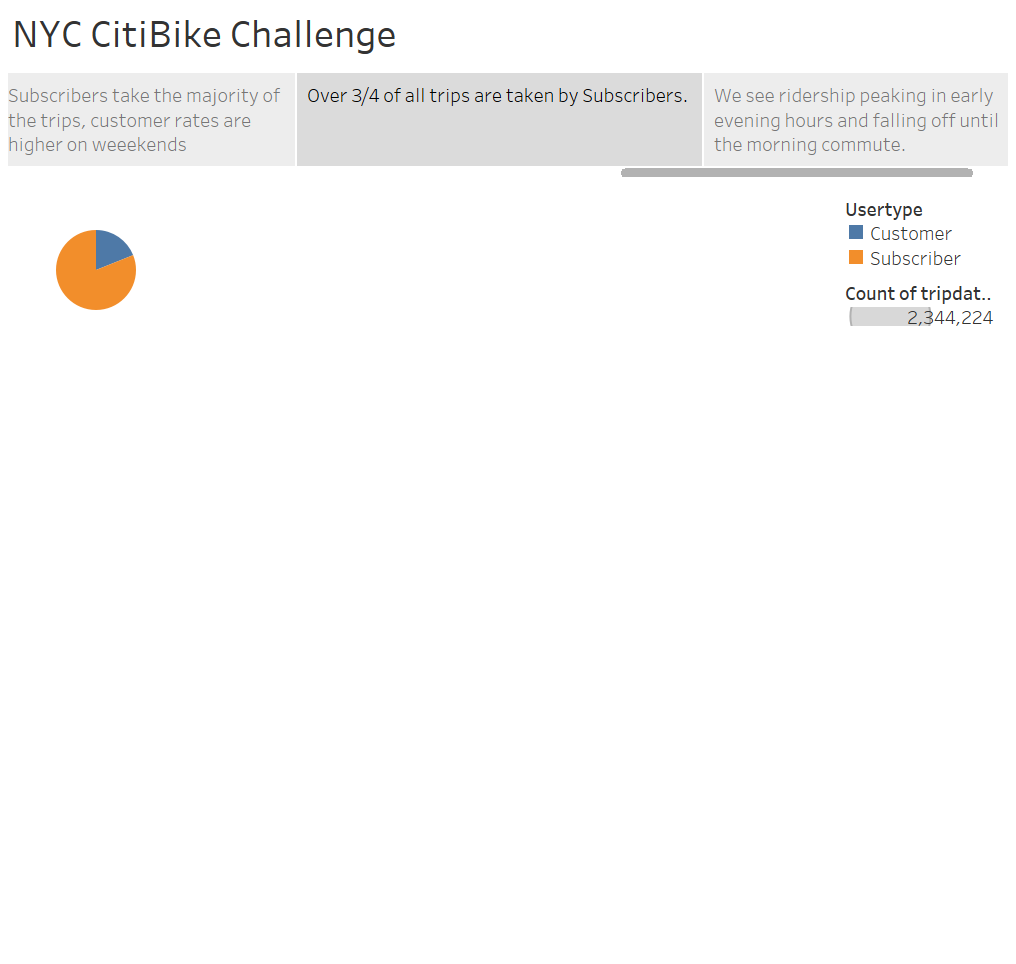 NYC CitiBike Challenge
Subscribers take the majority of
the trips, customer rates are
higher on weeekends
Over 3/4 of all trips are taken by Subscribers.
We see ridership peaking in early
evening hours and falling off until
the morning commute.
Usertype
Customer
Subscriber
Count of tripdat..
2,344,224